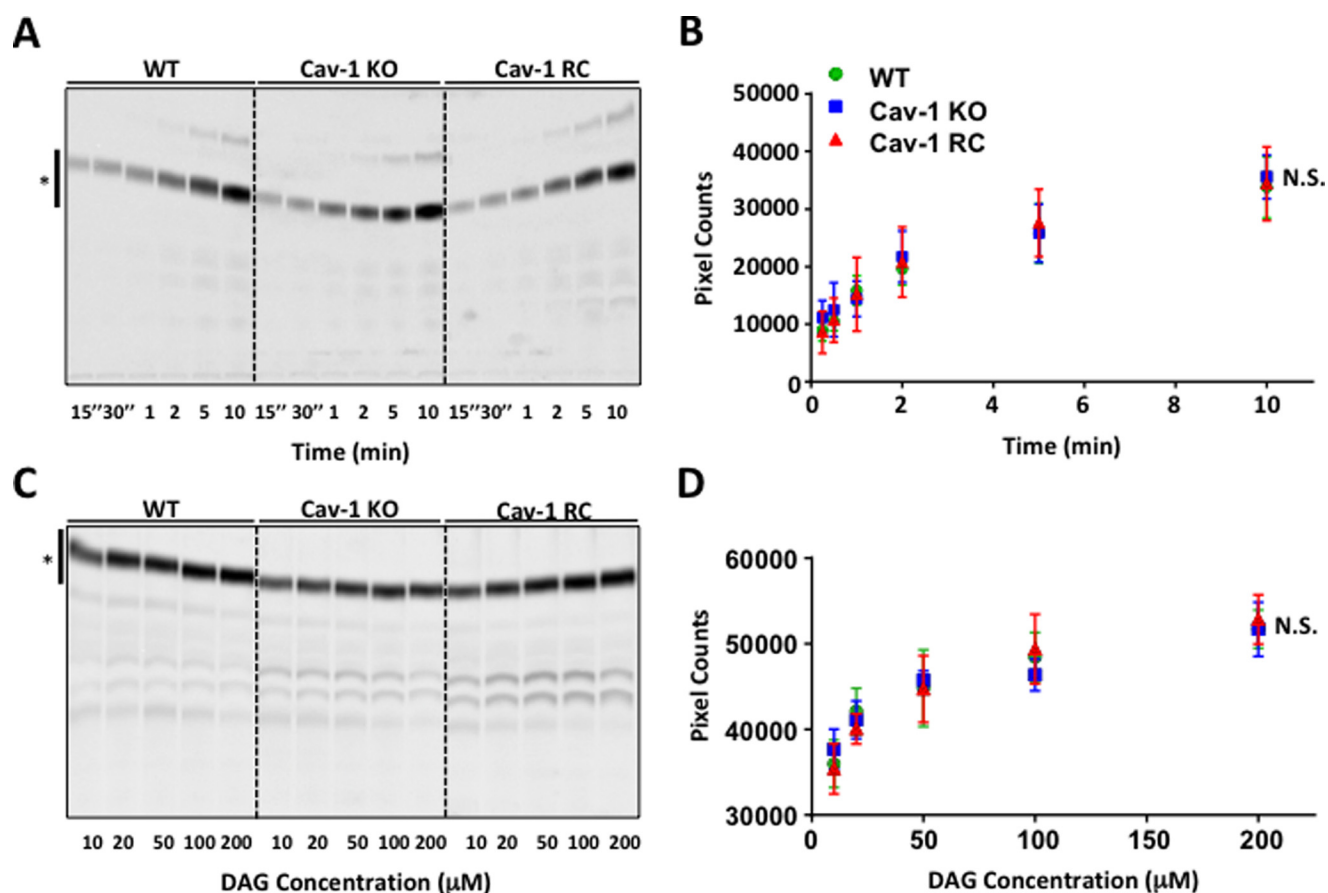 A
WT Cav-1 KO Cav-1 RC
*
15’’ 30’’ 1 2 5 10 15’’ 30’’ 1 2 5 10 15’’ 30’’ 1 2 5 10
Time (min)
B
WT
Cav-1 KO
Cav-1 RC
50000
40000
30000
20000
10000
0
Pixel Counts
N.S.
0 2 4 6 8 10
Time (min)
C
WT Cav-1 KO Cav-1 RC
*
10 20 50 100 200 10 20 50 100 200 10 20 50 100 200
DAG Concentration (μM)
D
60000
50000
40000
30000
Pixel Counts
N.S.
0 50 100 150 200
DAG Concentration (μM)